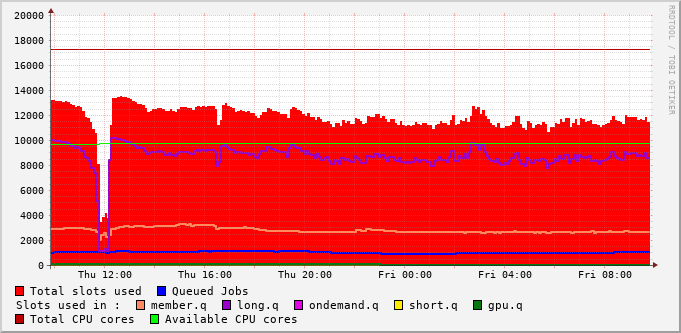 20000
18000
16000
14000
12000
10000
8000
6000
4000
2000
0
Thu 12:00 Thu 16:00 Thu 20:00 Fri 00:00 Fri 04:00 Fri 08:00
RRDTOOL / TOBI OETIKER
Total slots used Queued Jobs
Slots used in : member.q long.q ondemand.q short.q gpu.q
Total CPU cores Available CPU cores